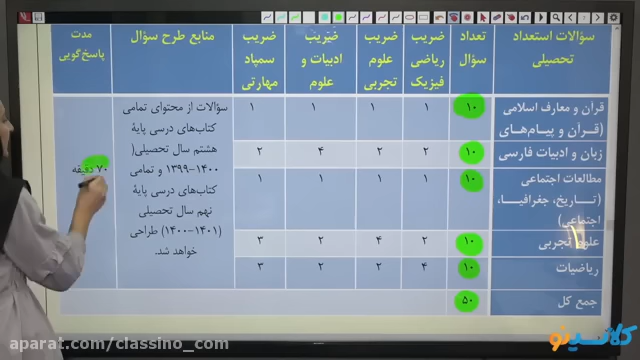 سؤالات استعداد تحصیلی
تعداد سؤال
ضریب ریاضی فیزیک
ضریب علوم تجربی
ضریب ادبیات و علوم
ضریب سمپاد مهارتی
منابع طرح سؤال
مدت پاسخ‌گویی
قرآن و معارف اسلامی (قرآن و پیام‌های
۱۰
۱
۱
۱
۱
زبان و ادبیات فارسی
۱۰
۲
۲
۴
۲
مطالعات اجتماعی (تاریخ، جغرافیا، اجتماعی)
۱۰
۱
۱
۱
۱
علوم تجربی
۱۰
۲
۴
۲
۳
ریاضیات
۱۰
۴
۲
۲
۳
جمع کل
۵۰
سؤالات از محتوای تمامی
کتاب‌های درسی پایهٔ
هشتم سال تحصیلی(
۱۴۰۰-۱۳۹۹ و تمامی
کتاب‌های درسی پایهٔ
نهم سال تحصیلی
(۱۴۰۱-۱۴۰۰) طراحی
خواهد شد.
۷۰ دقیقه
کلاسینو
aparat.com/classino_com